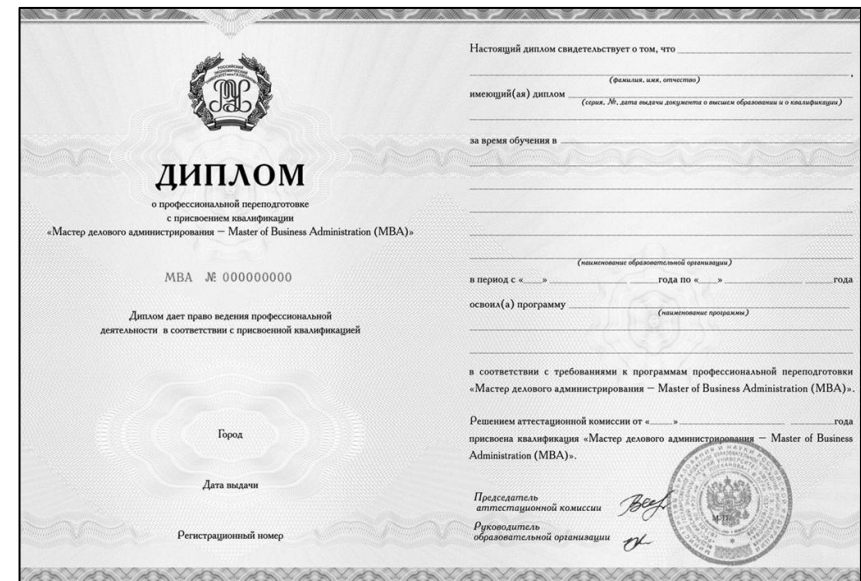 ДИПЛОМ
о профессиональной переподготовке
с присвоением квалификации
«Мастер делового администрирования — Master of Business Administration (MBA)»
МВА № 000000000
Диплом дает право ведения профессиональной
деятельности в соответствии с присвоенной квалификацией
Город
Дата выдачи
Регистрационный номер
Настоящий диплом свидетельствует о том, что
(фамилия, имя, отчество)
имеющий(ая) диплом
(серия, №, дата выдачи документа о высшем образовании и о квалификации)
за время обучения в
(наименование образовательной организации)
в период с «___» года по «___» года
освоил(а) программу
(наименование программы)
в соответствии с требованиями к программам профессиональной переподготовки
«Мастер делового администрирования — Master of Business Administration (MBA)».
Решением аттестационной комиссии от «___» года
присвоена квалификация «Мастер делового администрирования — Master of Business
Administration (MBA)».
Председатель
аттестационной комиссии
Руководитель
образовательной организации
М.П.